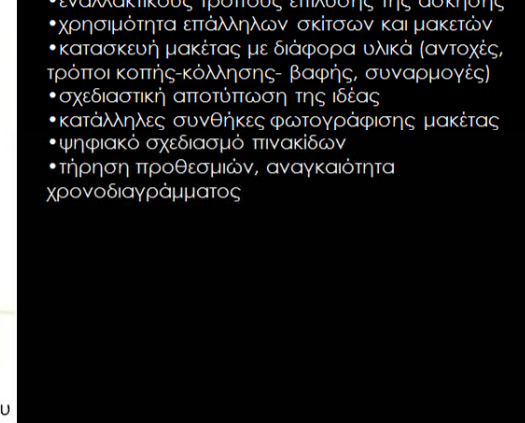 •εναλλακτικούς τρόπους επίλυσης της άσκησης
•χρησιμότητα επάλληλων σκίτσων και μακετών
•κατασκευή μακέτας με διάφορα υλικά (αντοχές,
τρόποι κοπής-κόλλησης- βαφής, συναρμογές)
•σχεδιαστική αποτύπωση της ιδέας
•κατάλληλες συνθήκες φωτογράφισης μακέτας
•ψηφιακό σχεδιασμό πινακίδων
•τήρηση προθεσμιών, αναγκαιότητα
χρονοδιαγράμματος
υ